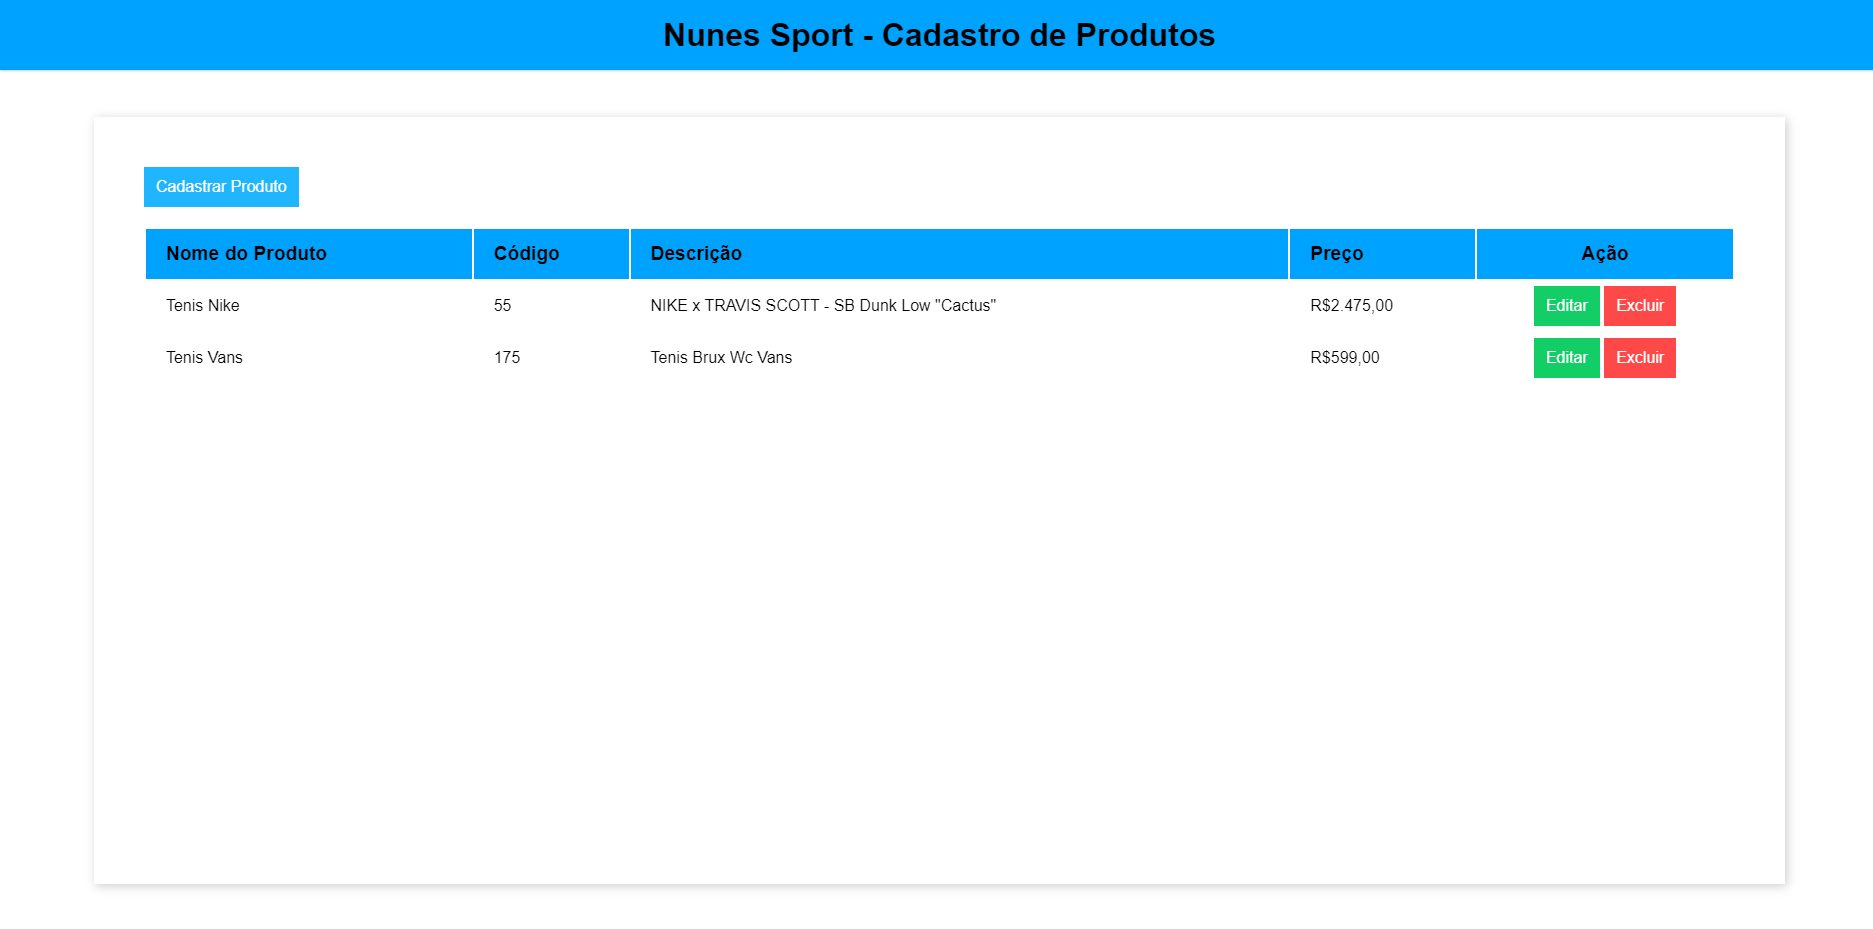 Nunes Sport - Cadastro de Produtos
Cadastrar Produto
Nome do Produto Código Descrição Preço Ação
Tenis Nike 55 NIKE x TRAVIS SCOTT - SB Dunk Low "Cactus" R$2.475,00 Editar Excluir
Tenis Vans 175 Tenis Brux Wc Vans R$599,00 Editar Excluir